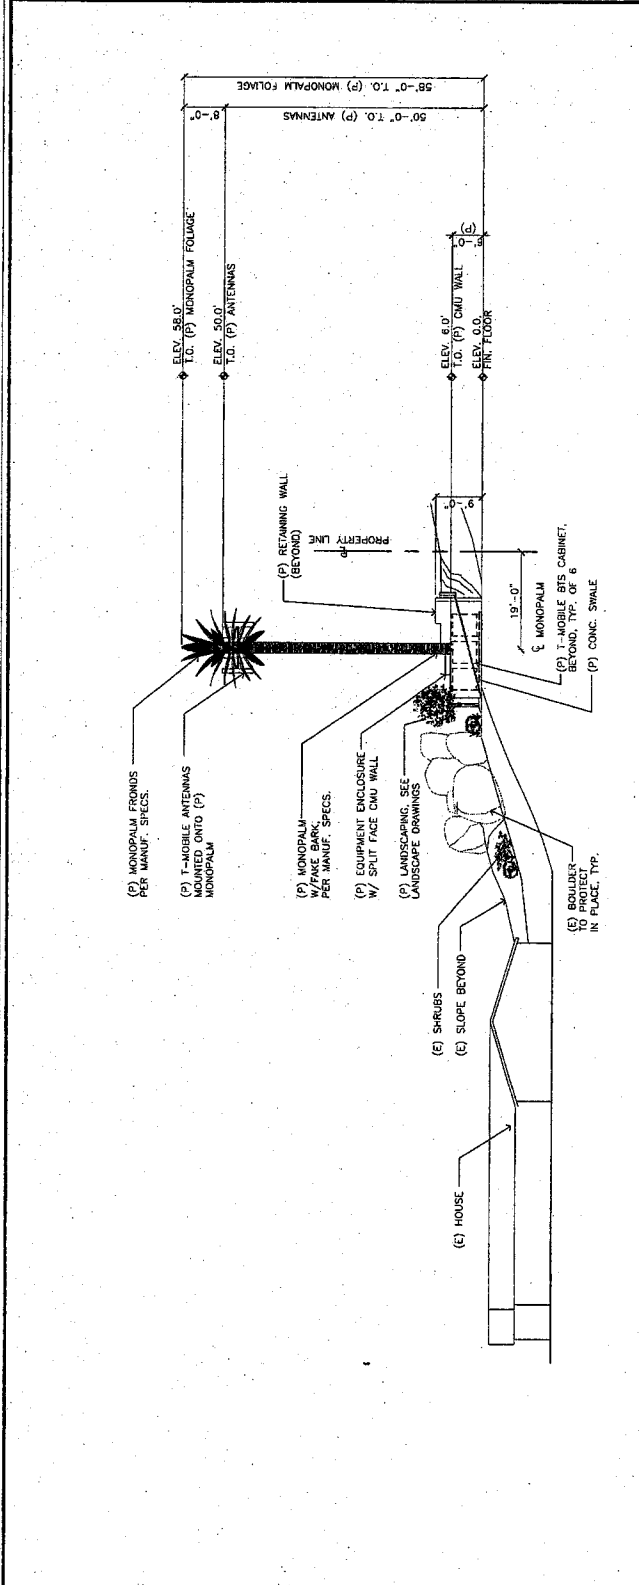 58'-0" T.O. (P) MONOPALM FOLIAGE
8'-0"
50'-0" T.O. (P) ANTENNAS
6'-0"
(P)
ELEV. 58.0'
T.O. (P) MONOPALM FOLIAGE
ELEV. 50.0'
T.O. (P) ANTENNAS
ELEV. 6.0'
T.O. (P) CMU WALL
ELEV. 0.0,
FIN. FLOOR
9'-0"
(P) RETAINING WALL
(BEYOND)
PROPERTY LINE
19'-0"
MONOPALM
(P) T-MOBILE BTS CABINET,
BEYOND, TYP. OF 6
(P) CONC. SWALE
(P) MONOPALM FRONDS
PER MANUF. SPECS.
(P) T-MOBILE ANTENNAS
MOUNTED ONTO (P)
MONOPALM
(P) MONOPALM
W/FAKE BARK,
PER MANUF. SPECS.
(P) EQUIPMENT ENCLOSURE
W/ SPLIT FACE CMU WALL
(P) LANDSCAPING, SEE
LANDSCAPE DRAWINGS
(E) SHRUBS
(E) SLOPE BEYOND
(E) BOULDER
TO PROTECT
IN PLACE, TYP.
(E) HOUSE